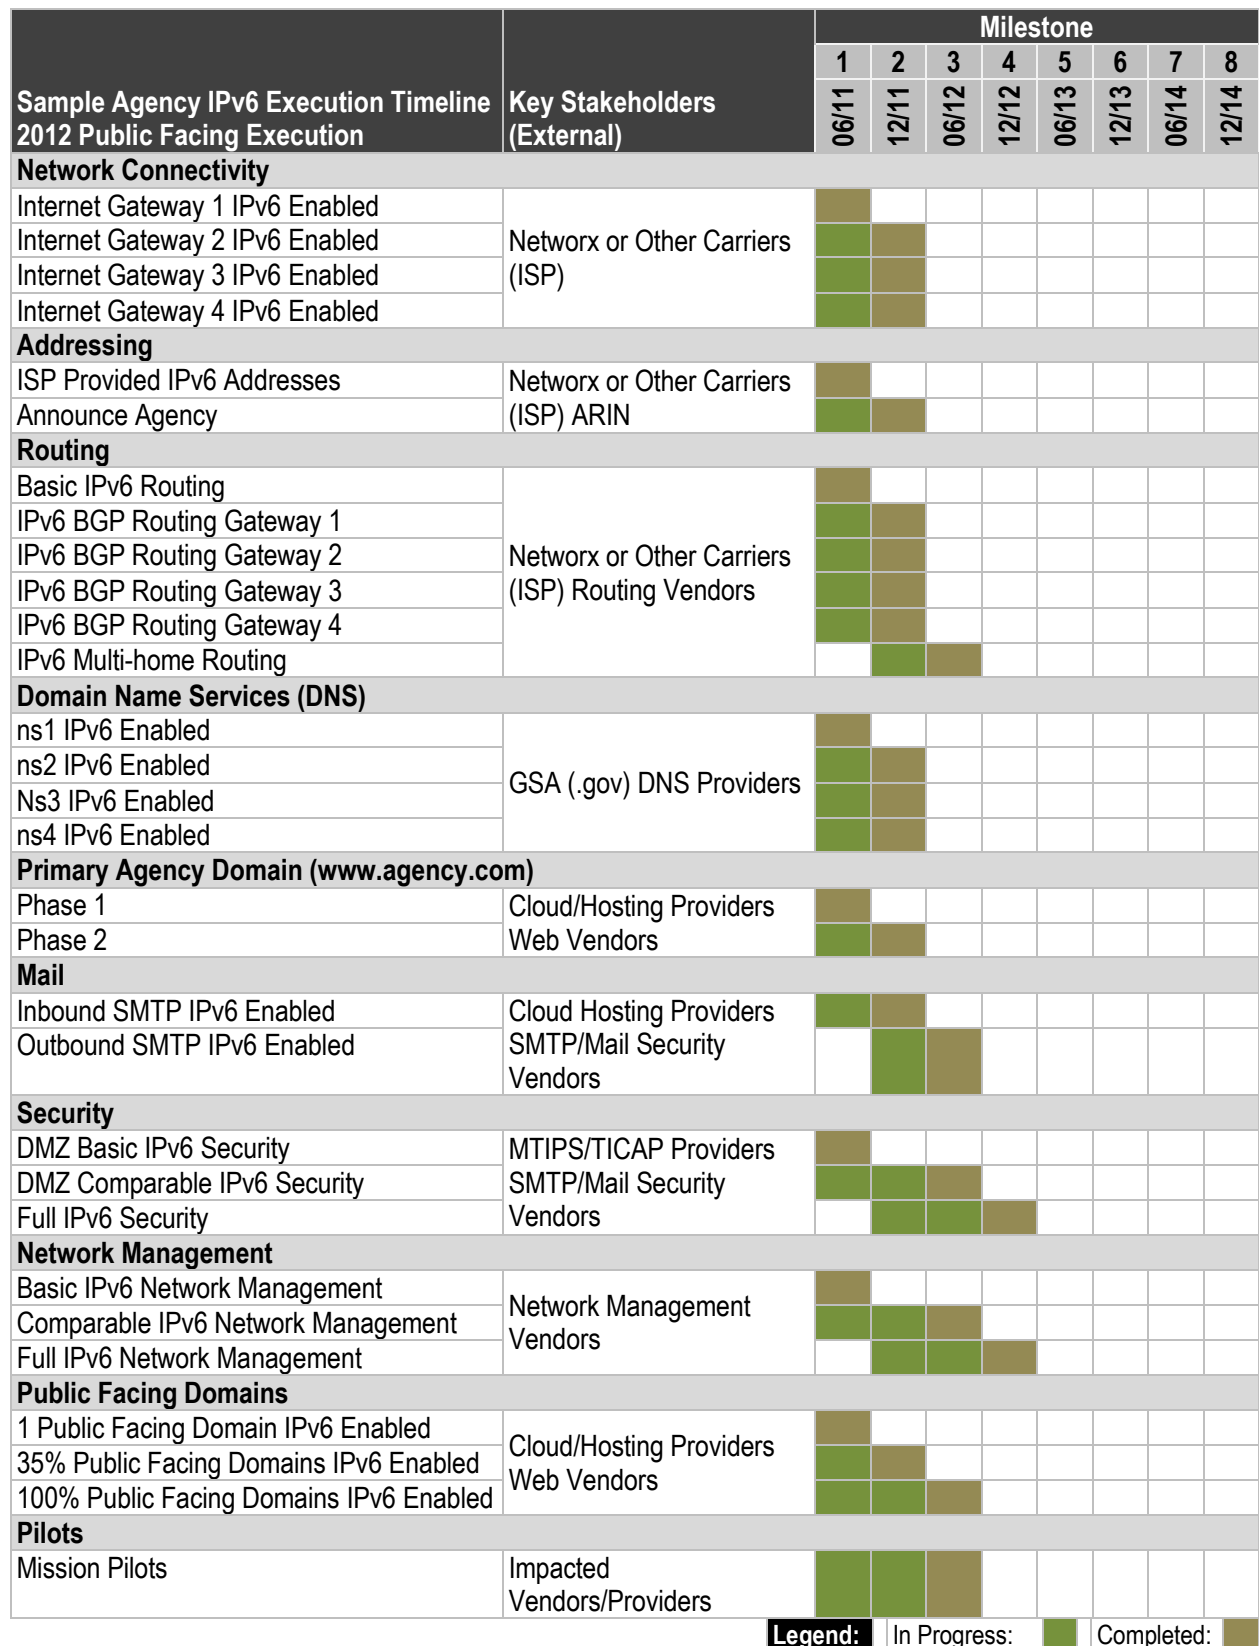 Milestone
1 2 3 4 5 6 7 8
Sample Agency IPv6 Execution Timeline
2012 Public Facing Execution
Key Stakeholders
(External)
06/11 12/11 06/12 12/12 06/13 12/13 06/14 12/14
Network Connectivity
Internet Gateway 1 IPv6 Enabled
Internet Gateway 2 IPv6 Enabled
Internet Gateway 3 IPv6 Enabled
Internet Gateway 4 IPv6 Enabled
Networx or Other Carriers
(ISP)
Addressing
ISP Provided IPv6 Addresses
Announce Agency
Networx or Other Carriers
(ISP) ARIN
Routing
Basic IPv6 Routing
IPv6 BGP Routing Gateway 1
IPv6 BGP Routing Gateway 2
IPv6 BGP Routing Gateway 3
IPv6 BGP Routing Gateway 4
IPv6 Multi-home Routing
Networx or Other Carriers
(ISP) Routing Vendors
Domain Name Services (DNS)
ns1 IPv6 Enabled
ns2 IPv6 Enabled
Ns3 IPv6 Enabled
ns4 IPv6 Enabled
GSA (.gov) DNS Providers
Primary Agency Domain (www.agency.com)
Phase 1
Phase 2
Cloud/Hosting Providers
Web Vendors
Mail
Inbound SMTP IPv6 Enabled
Outbound SMTP IPv6 Enabled
Cloud Hosting Providers
SMTP/Mail Security
Vendors
Security
DMZ Basic IPv6 Security
DMZ Comparable IPv6 Security
Full IPv6 Security
MTIPS/TICAP Providers
SMTP/Mail Security
Vendors
Network Management
Basic IPv6 Network Management
Comparable IPv6 Network Management
Full IPv6 Network Management
Network Management
Vendors
Public Facing Domains
1 Public Facing Domain IPv6 Enabled
35% Public Facing Domains IPv6 Enabled
100% Public Facing Domains IPv6 Enabled
Cloud/Hosting Providers
Web Vendors
Pilots
Mission Pilots
Impacted
Vendors/Providers
Legend: In Progress: Completed: